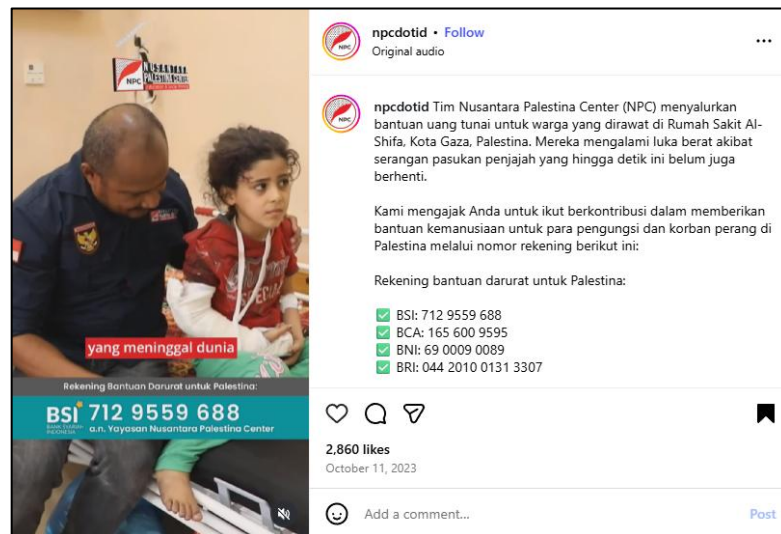 NPC
NUSANTARA
PALESTINA CENTER
yang meninggal dunia
Rekening Bantuan Darurat untuk Palestina:
BSI 712 9559 688
BANK SYARIAH
INDONESIA
a.n. Yayasan Nusantara Palestina Center
npcdotid • Follow
Original audio
npcdotid Tim Nusantara Palestina Center (NPC) menyalurkan
bantuan uang tunai untuk warga yang dirawat di Rumah Sakit Al-
Shifa, Kota Gaza, Palestina. Mereka mengalami luka berat akibat
serangan pasukan penjajah yang hingga detik ini belum juga
berhenti.
Kami mengajak Anda untuk ikut berkontribusi dalam memberikan
bantuan kemanusiaan untuk para pengungsi dan korban perang di
Palestina melalui nomor rekening berikut ini:
Rekening bantuan darurat untuk Palestina:
✅ BSI: 712 9559 688
✅ BCA: 165 600 9595
✅ BNI: 69 0009 0089
✅ BRI: 044 2010 0131 3307
2,860 likes
October 11, 2023
Add a comment...
Post